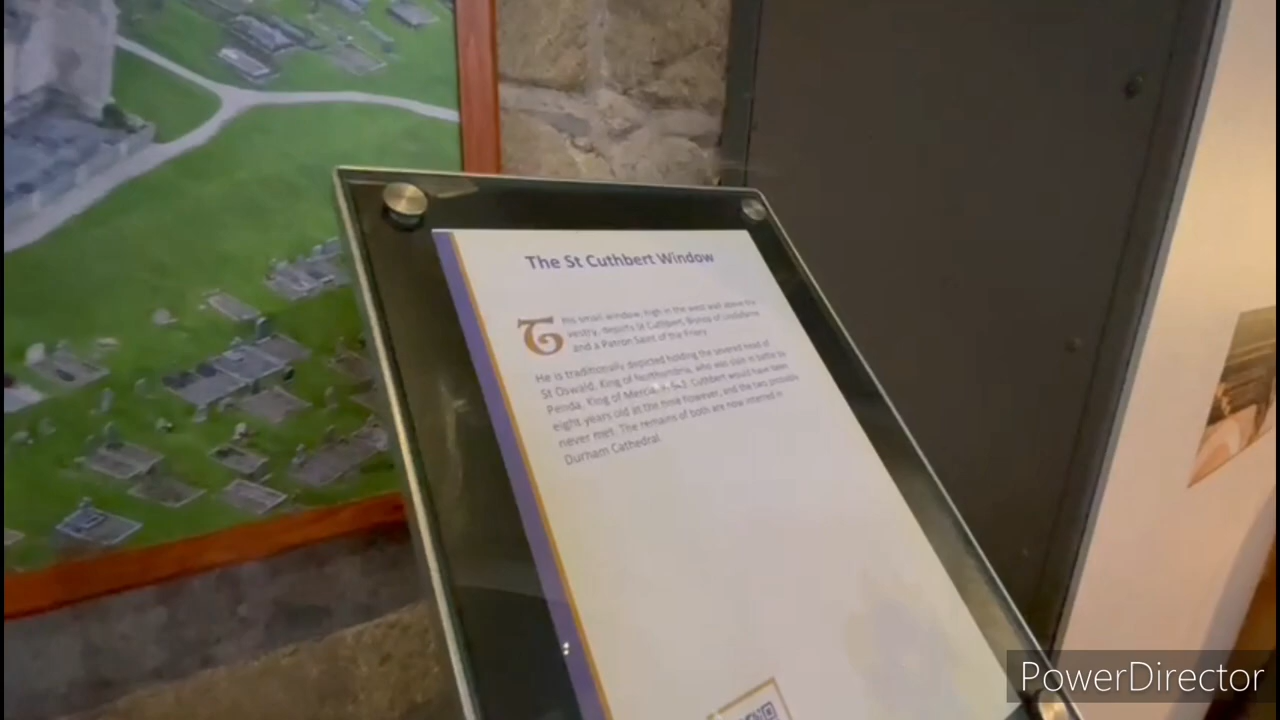 The St Cuthbert Window
This small window, high in the west wall above the
vestry, depicts St Cuthbert, Bishop of Lindisfarne
and a Patron Saint of the Priory.
He is traditionally depicted holding the severed head of
St Oswald, King of Northumbria, who was slain in battle by
Penda, King of Mercia, in 642. Cuthbert would have been
eight years old at the time however, and the two probably
never met. The remains of both are now interred in
Durham Cathedral.
PowerDirector